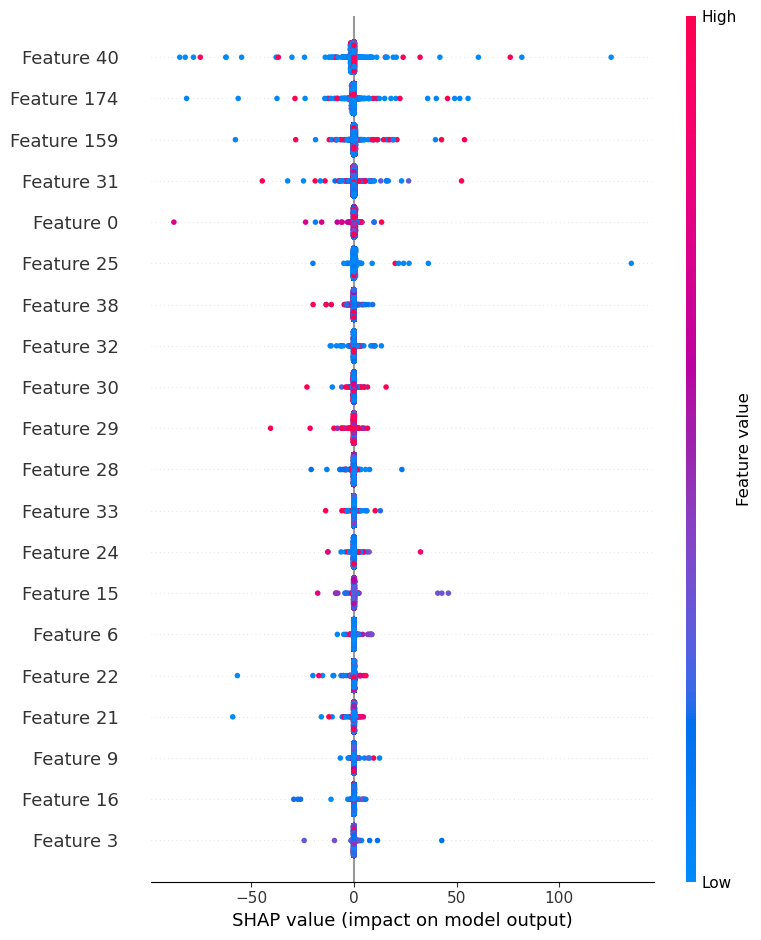 High
Feature 40
Feature 174
Feature 159
Feature 31
Feature 0
Feature 25
Feature 38
Feature 32
Feature 30
Feature 29
Feature 28
Feature 33
Feature 24
Feature 15
Feature 6
Feature 22
Feature 21
Feature 9
Feature 16
Feature 3
Feature value
Low
−50 0 50 100
SHAP value (impact on model output)